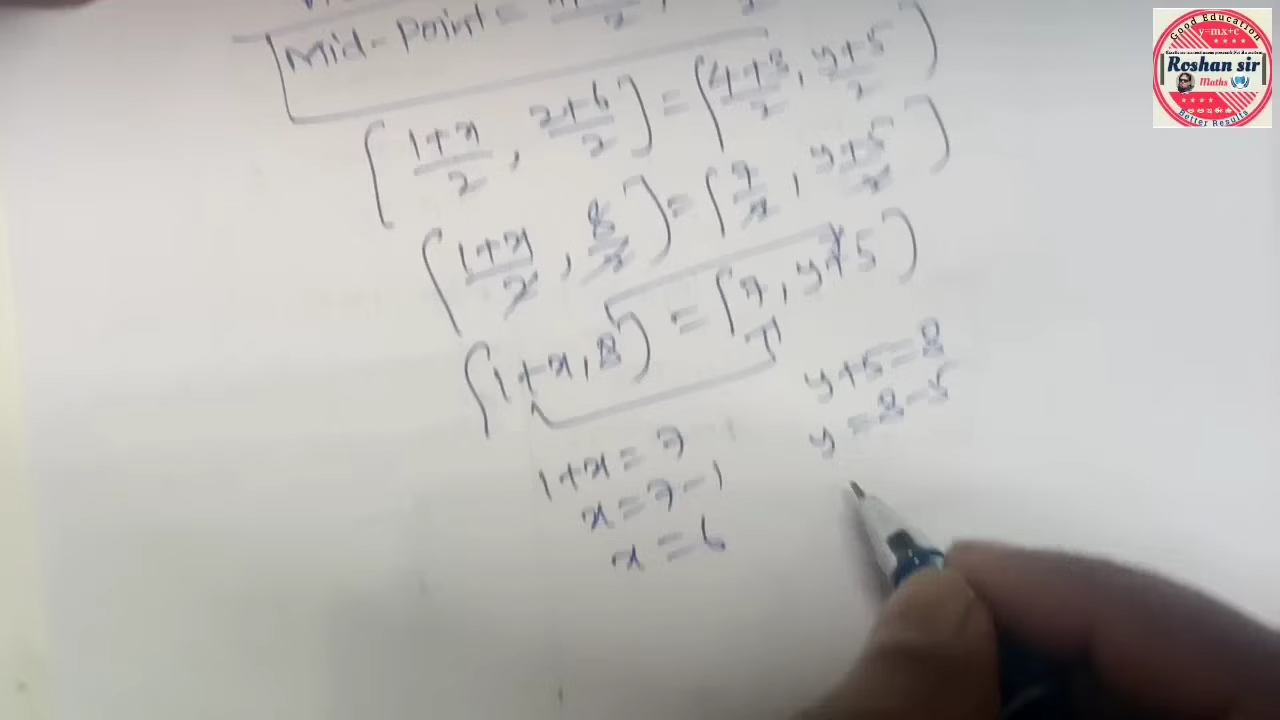 Mid-Point =
(1+x/2, 2+6/2) = (4+3/2, y+5/2)
(1+x/2, 8/2) = (7/2, y+5/2)
(1+x, 8) = (7, y+5)
1+x=7
x=7-1
x=6
y+5=8
y=8-5
Good Education
y=mx+c
Roshan sir
Maths
Better Results